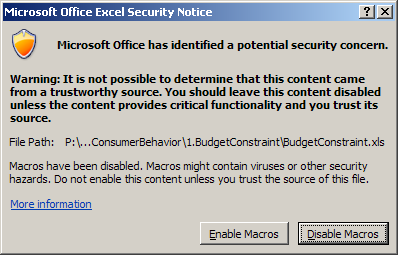 Microsoft Office Excel Security Notice
Microsoft Office has identified a potential security concern.
Warning: It is not possible to determine that this content came
from a trustworthy source. You should leave this content disabled
unless the content provides critical functionality and you trust its
source.
File Path: P:\...ConsumerBehavior\1.BudgetConstraint\BudgetConstraint.xls
Macros have been disabled. Macros might contain viruses or other security
hazards. Do not enable this content unless you trust the source of this file.
More information
Enable Macros Disable Macros